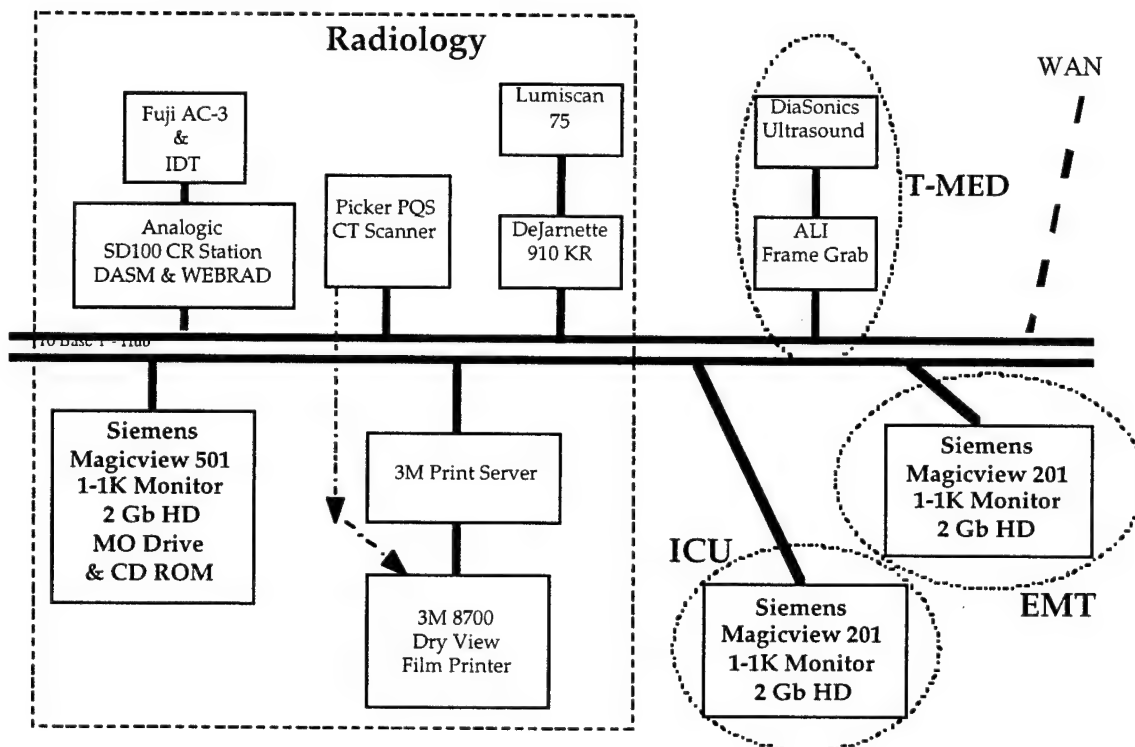 Radiology
WAN
T-MED
Fuji AC-3
&
IDT
Analogic
SD100 CR Station
DASM & WEBRAD
Picker PQS
CT Scanner
Lumiscan
75
DeJarnette
910 KR
DiaSonics
Ultrasound
ALI
Frame Grab
10 Base T - Hub
Siemens
Magicview 501
1-1K Monitor
2 Gb HD
MO Drive
& CD ROM
3M Print Server
3M 8700
Dry View
Film Printer
ICU
Siemens
Magicview 201
1-1K Monitor
2 Gb HD
Siemens
Magicview 201
1-1K Monitor
2 Gb HD
EMT